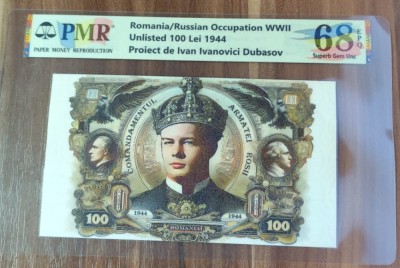 PMR
PAPER MONEY REPRODUCTION
Romania/Russian Occupation WWII
Unlisted 100 Lei 1944
Proiect de Ivan Ivanovici Dubasov
68 EPQ
Superb Gem Unc
COMANDAMENTUL ARMATEI ROSII
100
1944
ROMANIAI
1944
100